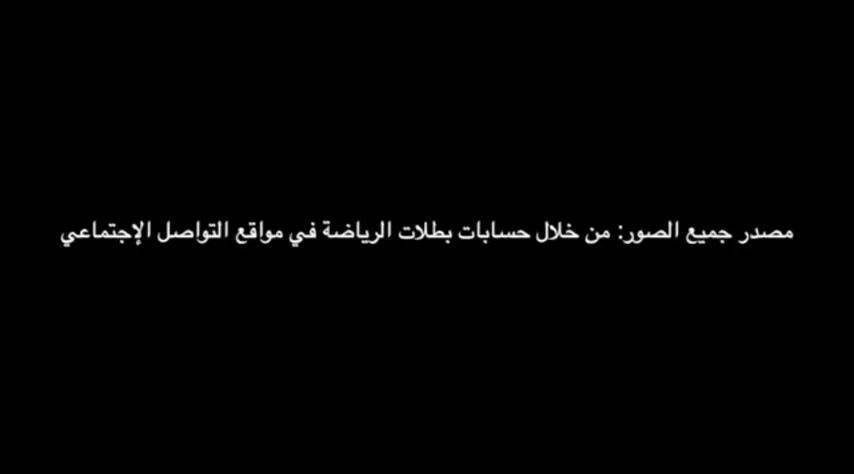 مصدر جميع الصور: من خلال حسابات بطلات الرياضة في مواقع التواصل الإجتماعي